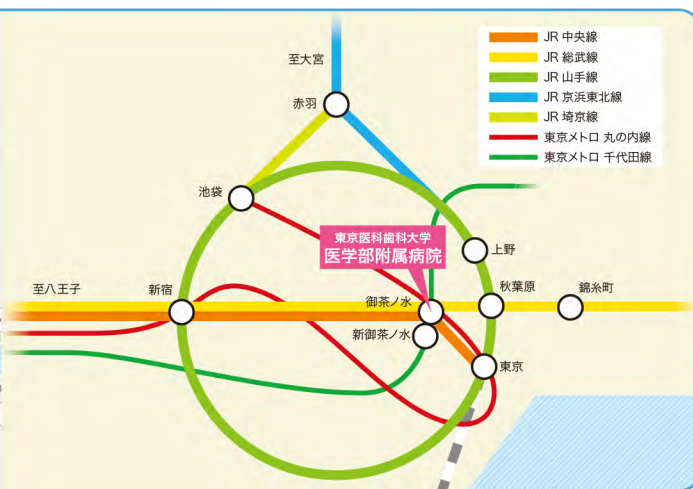 至大宮
赤羽
池袋
東京医科歯科大学
医学部附属病院
上野
至八王子
新宿
御茶ノ水
秋葉原
錦糸町
新御茶ノ水
東京
JR 中央線
JR 総武線
JR 山手線
JR 京浜東北線
JR 埼京線
東京メトロ 丸の内線
東京メトロ 千代田線